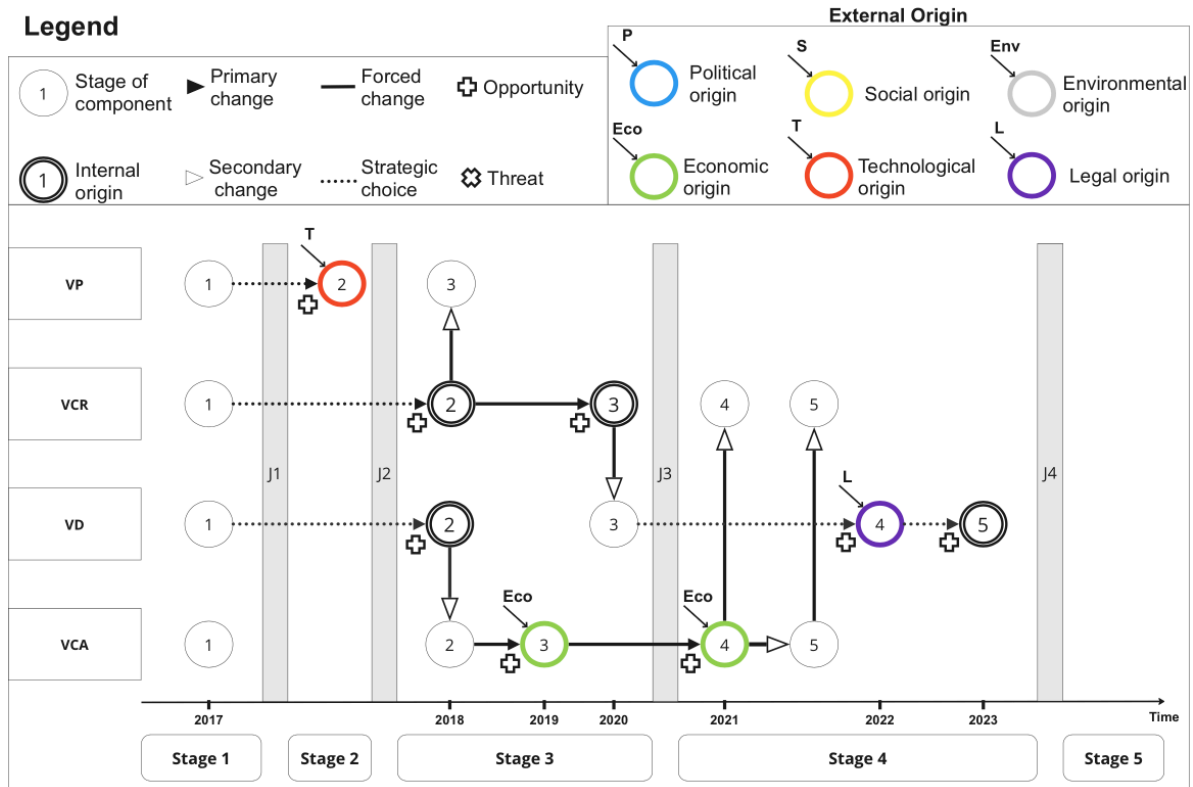 Legend
External Origin
1
Stage of
component
Primary
change
Forced
change
Opportunity
1
Internal
origin
Secondary
change
Strategic
choice
Threat
P
Political
origin
S
Social origin
Env
Environmental
origin
Eco
Economic
origin
T
Technological
origin
L
Legal origin
VP
1
T
2
3
VCR
1
2
3
4
5
J1
J2
J3
J4
VD
1
2
3
L
4
5
VCA
1
2
Eco
3
Eco
4
5
2017
2018
2019
2020
2021
2022
2023
Time
Stage 1
Stage 2
Stage 3
Stage 4
Stage 5